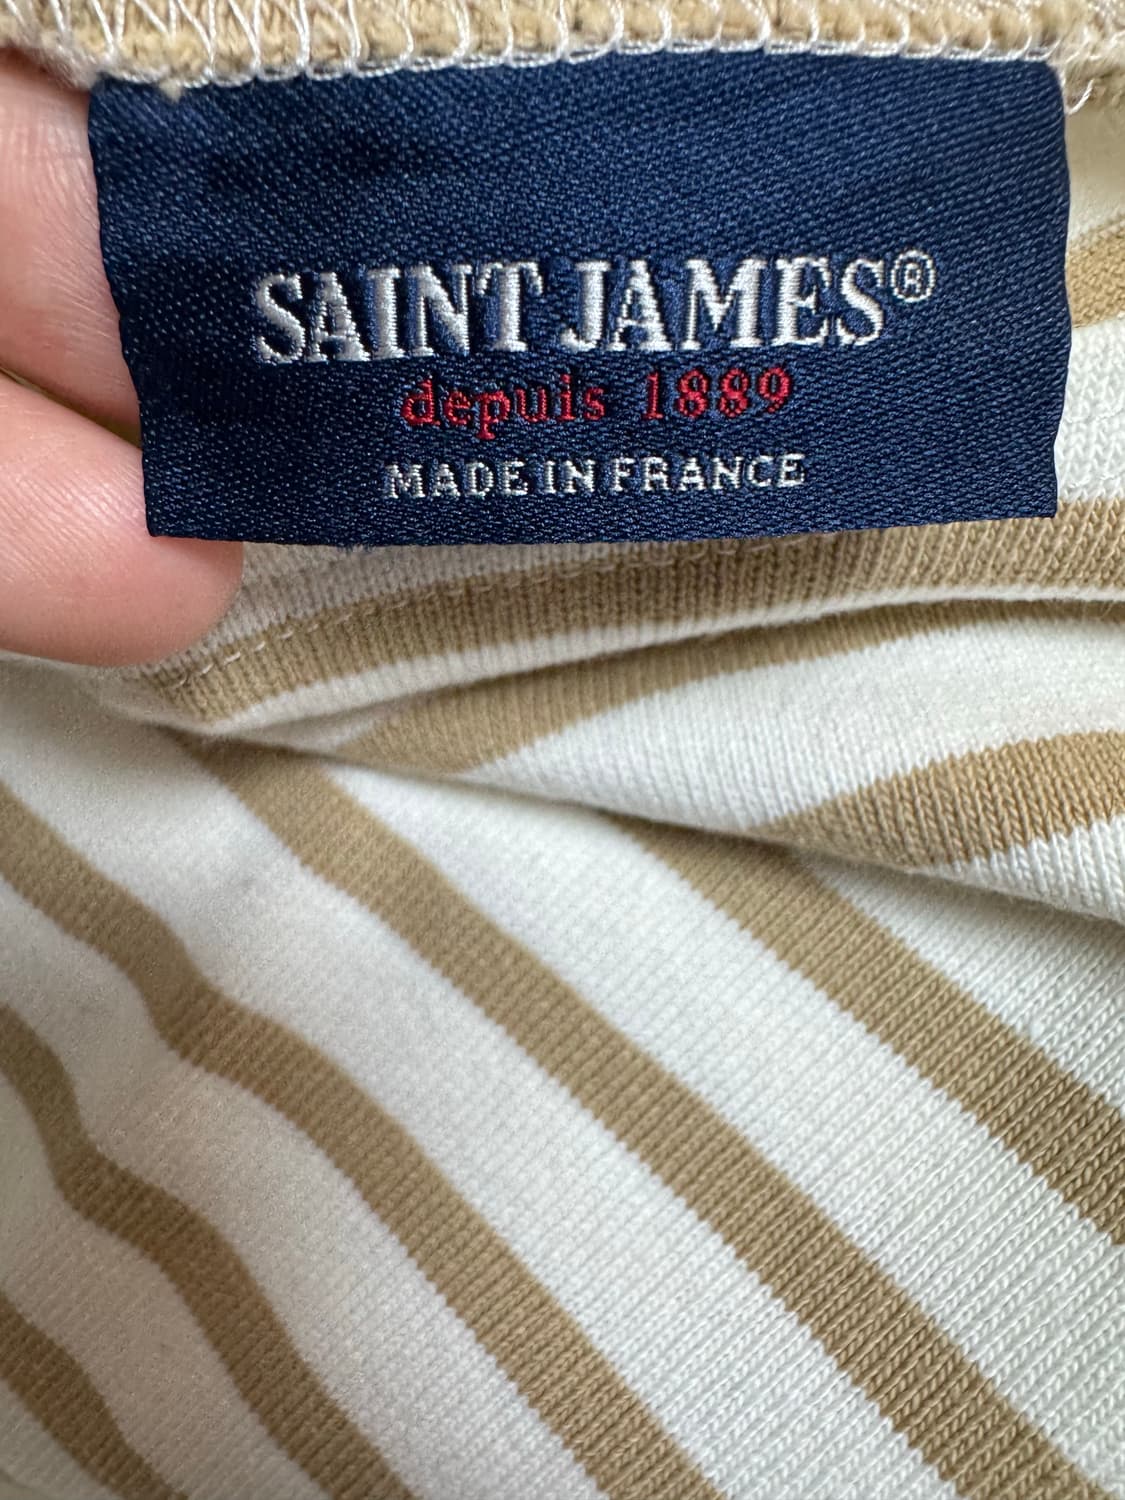 SAINT JAMES®
depuis 1889
MADE IN FRANCE